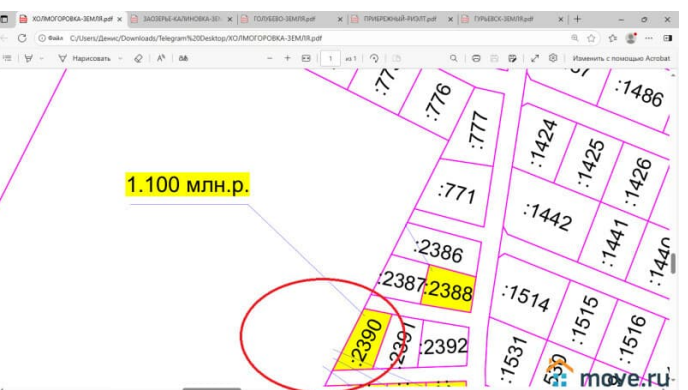 ХОЛМОГОРОВКА-ЗЕМЛЯ.pdf
ЗАОЗЕРЬЕ-КАЛИНОВКА-ЗЕ
ГОЛУБЕВО-ЗЕМЛЯ.pdf
ПРИБРЕЖНЫЙ-РИЭЛТ.pdf
ГУРЬЕВСК-ЗЕМЛЯ.pdf
Файл C:/Users/Денис/Downloads/Telegram%20Desktop/ХОЛМОГОРОВКА-ЗЕМЛЯ.pdf
Нарисовать
1 из 1
Изменить с помощью Acrobat
:776
:777
:1486
:1424
:1425
:1426
1.100 млн.р.
:771
:1442
:1441
:2386
:2387
:2388
:1514
:1515
:1516
:2390
:2391
:2392
:1531
move.ru